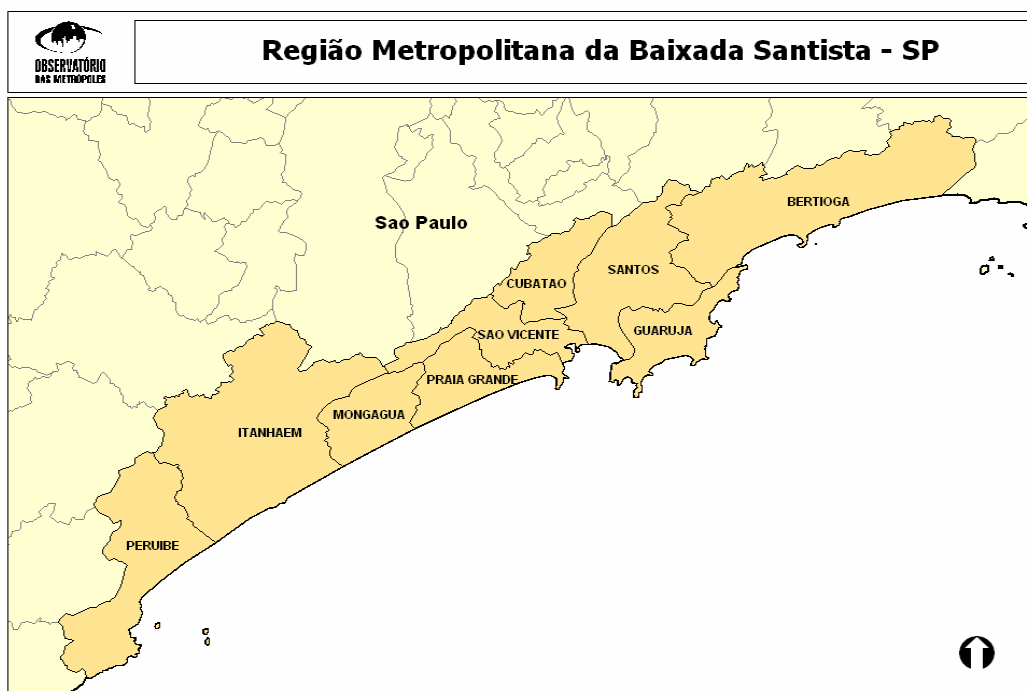 OBSERVATÓRIO
DAS METRÓPOLES
Região Metropolitana da Baixada Santista - SP
BERTIOGA
Sao Paulo
SANTOS
CUBATAO
GUARUJA
SAO VICENTE
PRAIA GRANDE
MONGAGUA
ITANHAEM
PERUIBE